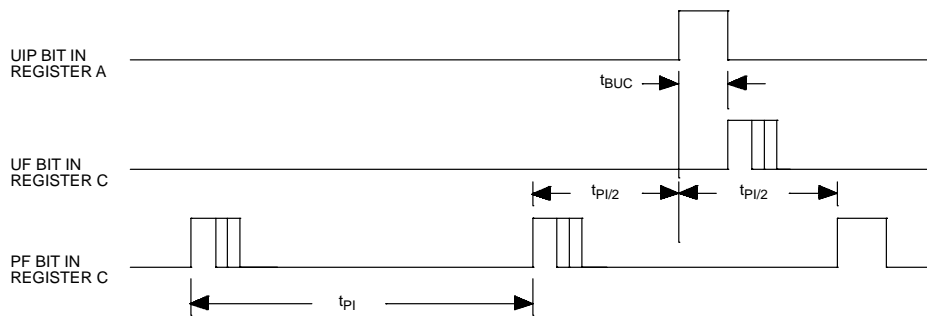 UIP BIT IN
REGISTER A
tBUC
UF BIT IN
REGISTER C
tPI/2
tPI/2
PF BIT IN
REGISTER C
tPI